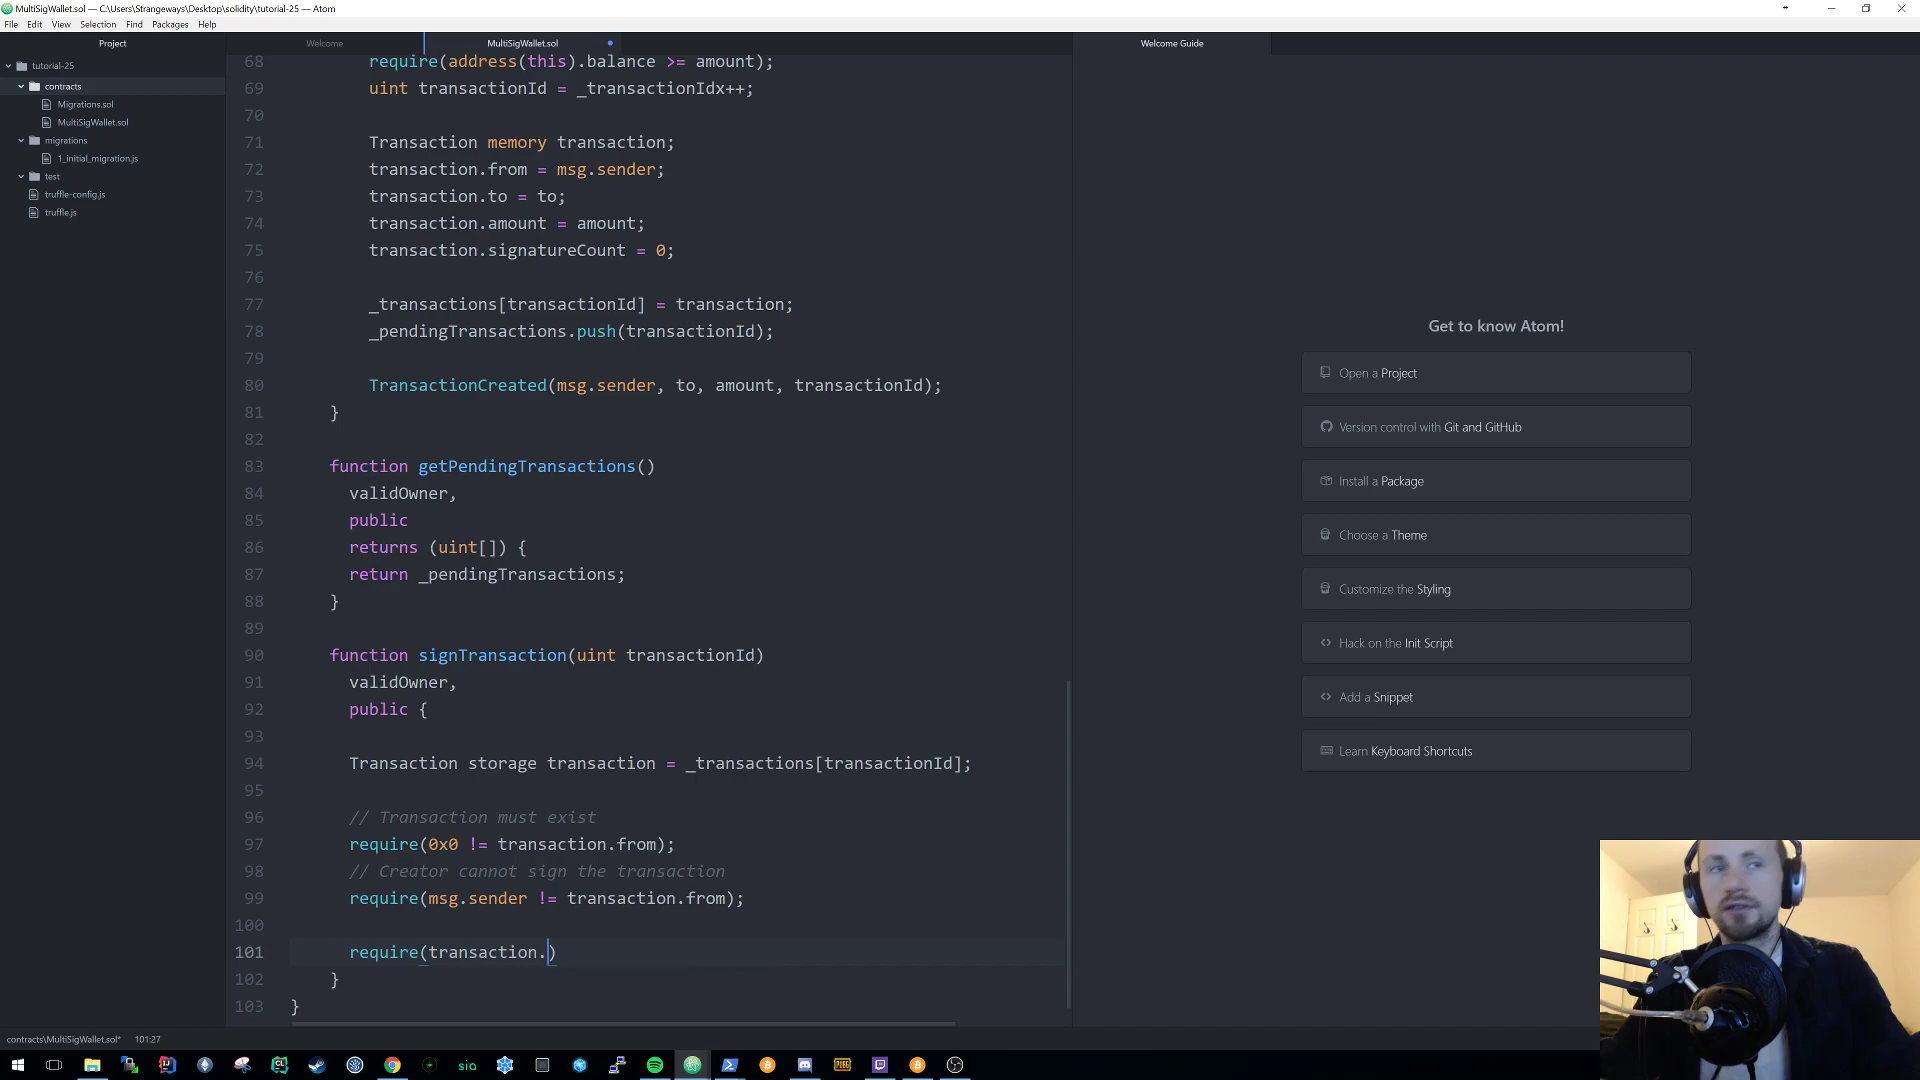 MultiSigWallet.sol — C:\Users\Strangeways\Desktop\solidity\tutorial-25 — Atom
File Edit View Selection Find Packages Help
Project
Welcome
MultiSigWallet.sol
Welcome Guide
tutorial-25
contracts
Migrations.sol
MultiSigWallet.sol
migrations
1_initial_migration.js
test
truffle-config.js
truffle.js
68 require(address(this).balance >= amount);
69 uint transactionId = _transactionIdx++;
70
71 Transaction memory transaction;
72 transaction.from = msg.sender;
73 transaction.to = to;
74 transaction.amount = amount;
75 transaction.signatureCount = 0;
76
77 _transactions[transactionId] = transaction;
78 _pendingTransactions.push(transactionId);
79
80 TransactionCreated(msg.sender, to, amount, transactionId);
81 }
82
83 function getPendingTransactions()
84 validOwner,
85 public
86 returns (uint[]) {
87 return _pendingTransactions;
88 }
89
90 function signTransaction(uint transactionId)
91 validOwner,
92 public {
93
94 Transaction storage transaction = _transactions[transactionId];
95
96 // Transaction must exist
97 require(0x0 != transaction.from);
98 // Creator cannot sign the transaction
99 require(msg.sender != transaction.from);
100
101 require(transaction.)
102 }
103 }
Get to know Atom!
Open a Project
Version control with Git and GitHub
Install a Package
Choose a Theme
Customize the Styling
Hack on the Init Script
Add a Snippet
Learn Keyboard Shortcuts
contracts\MultiSigWallet.sol* 101:27
sia